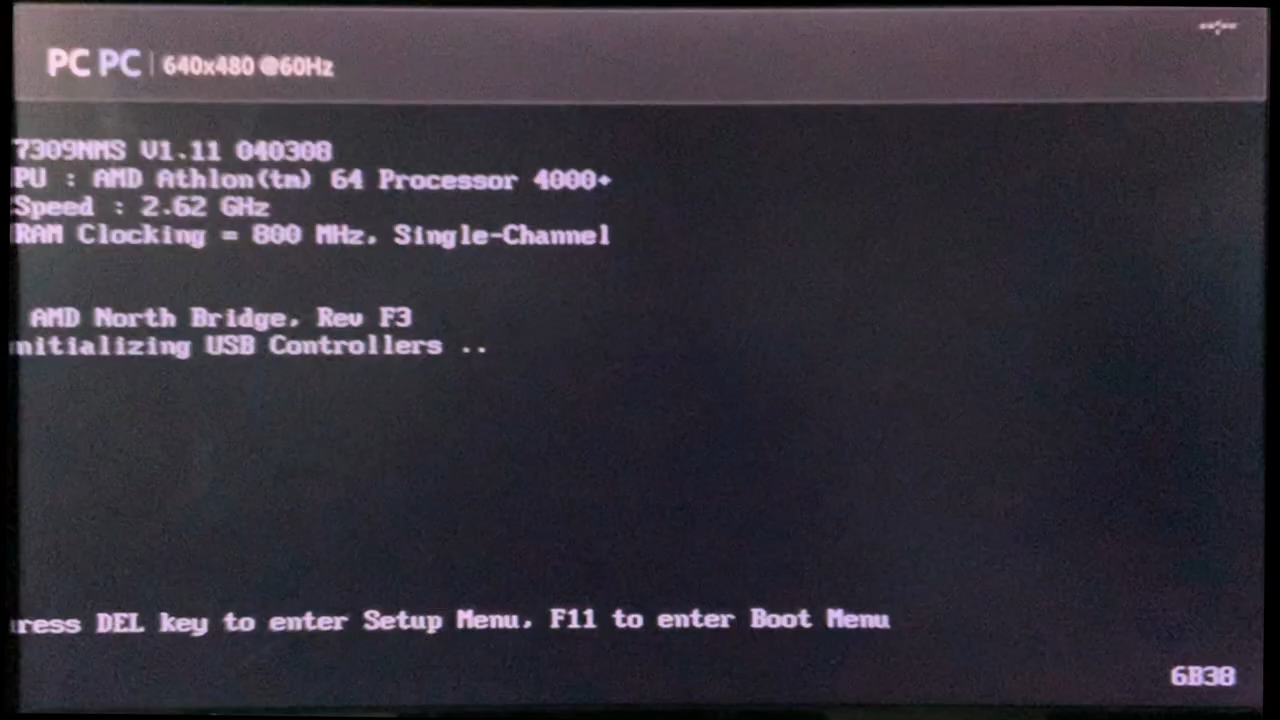 PC PC | 640x480 @60Hz
7309NMS V1.11 040308
PU : AMD Athlon(tm) 64 Processor 4000+
Speed : 2.62 GHz
RAM Clocking = 800 MHz, Single-Channel
AMD North Bridge, Rev F3
nitializing USB Controllers ..
ress DEL key to enter Setup Menu, F11 to enter Boot Menu
6B38